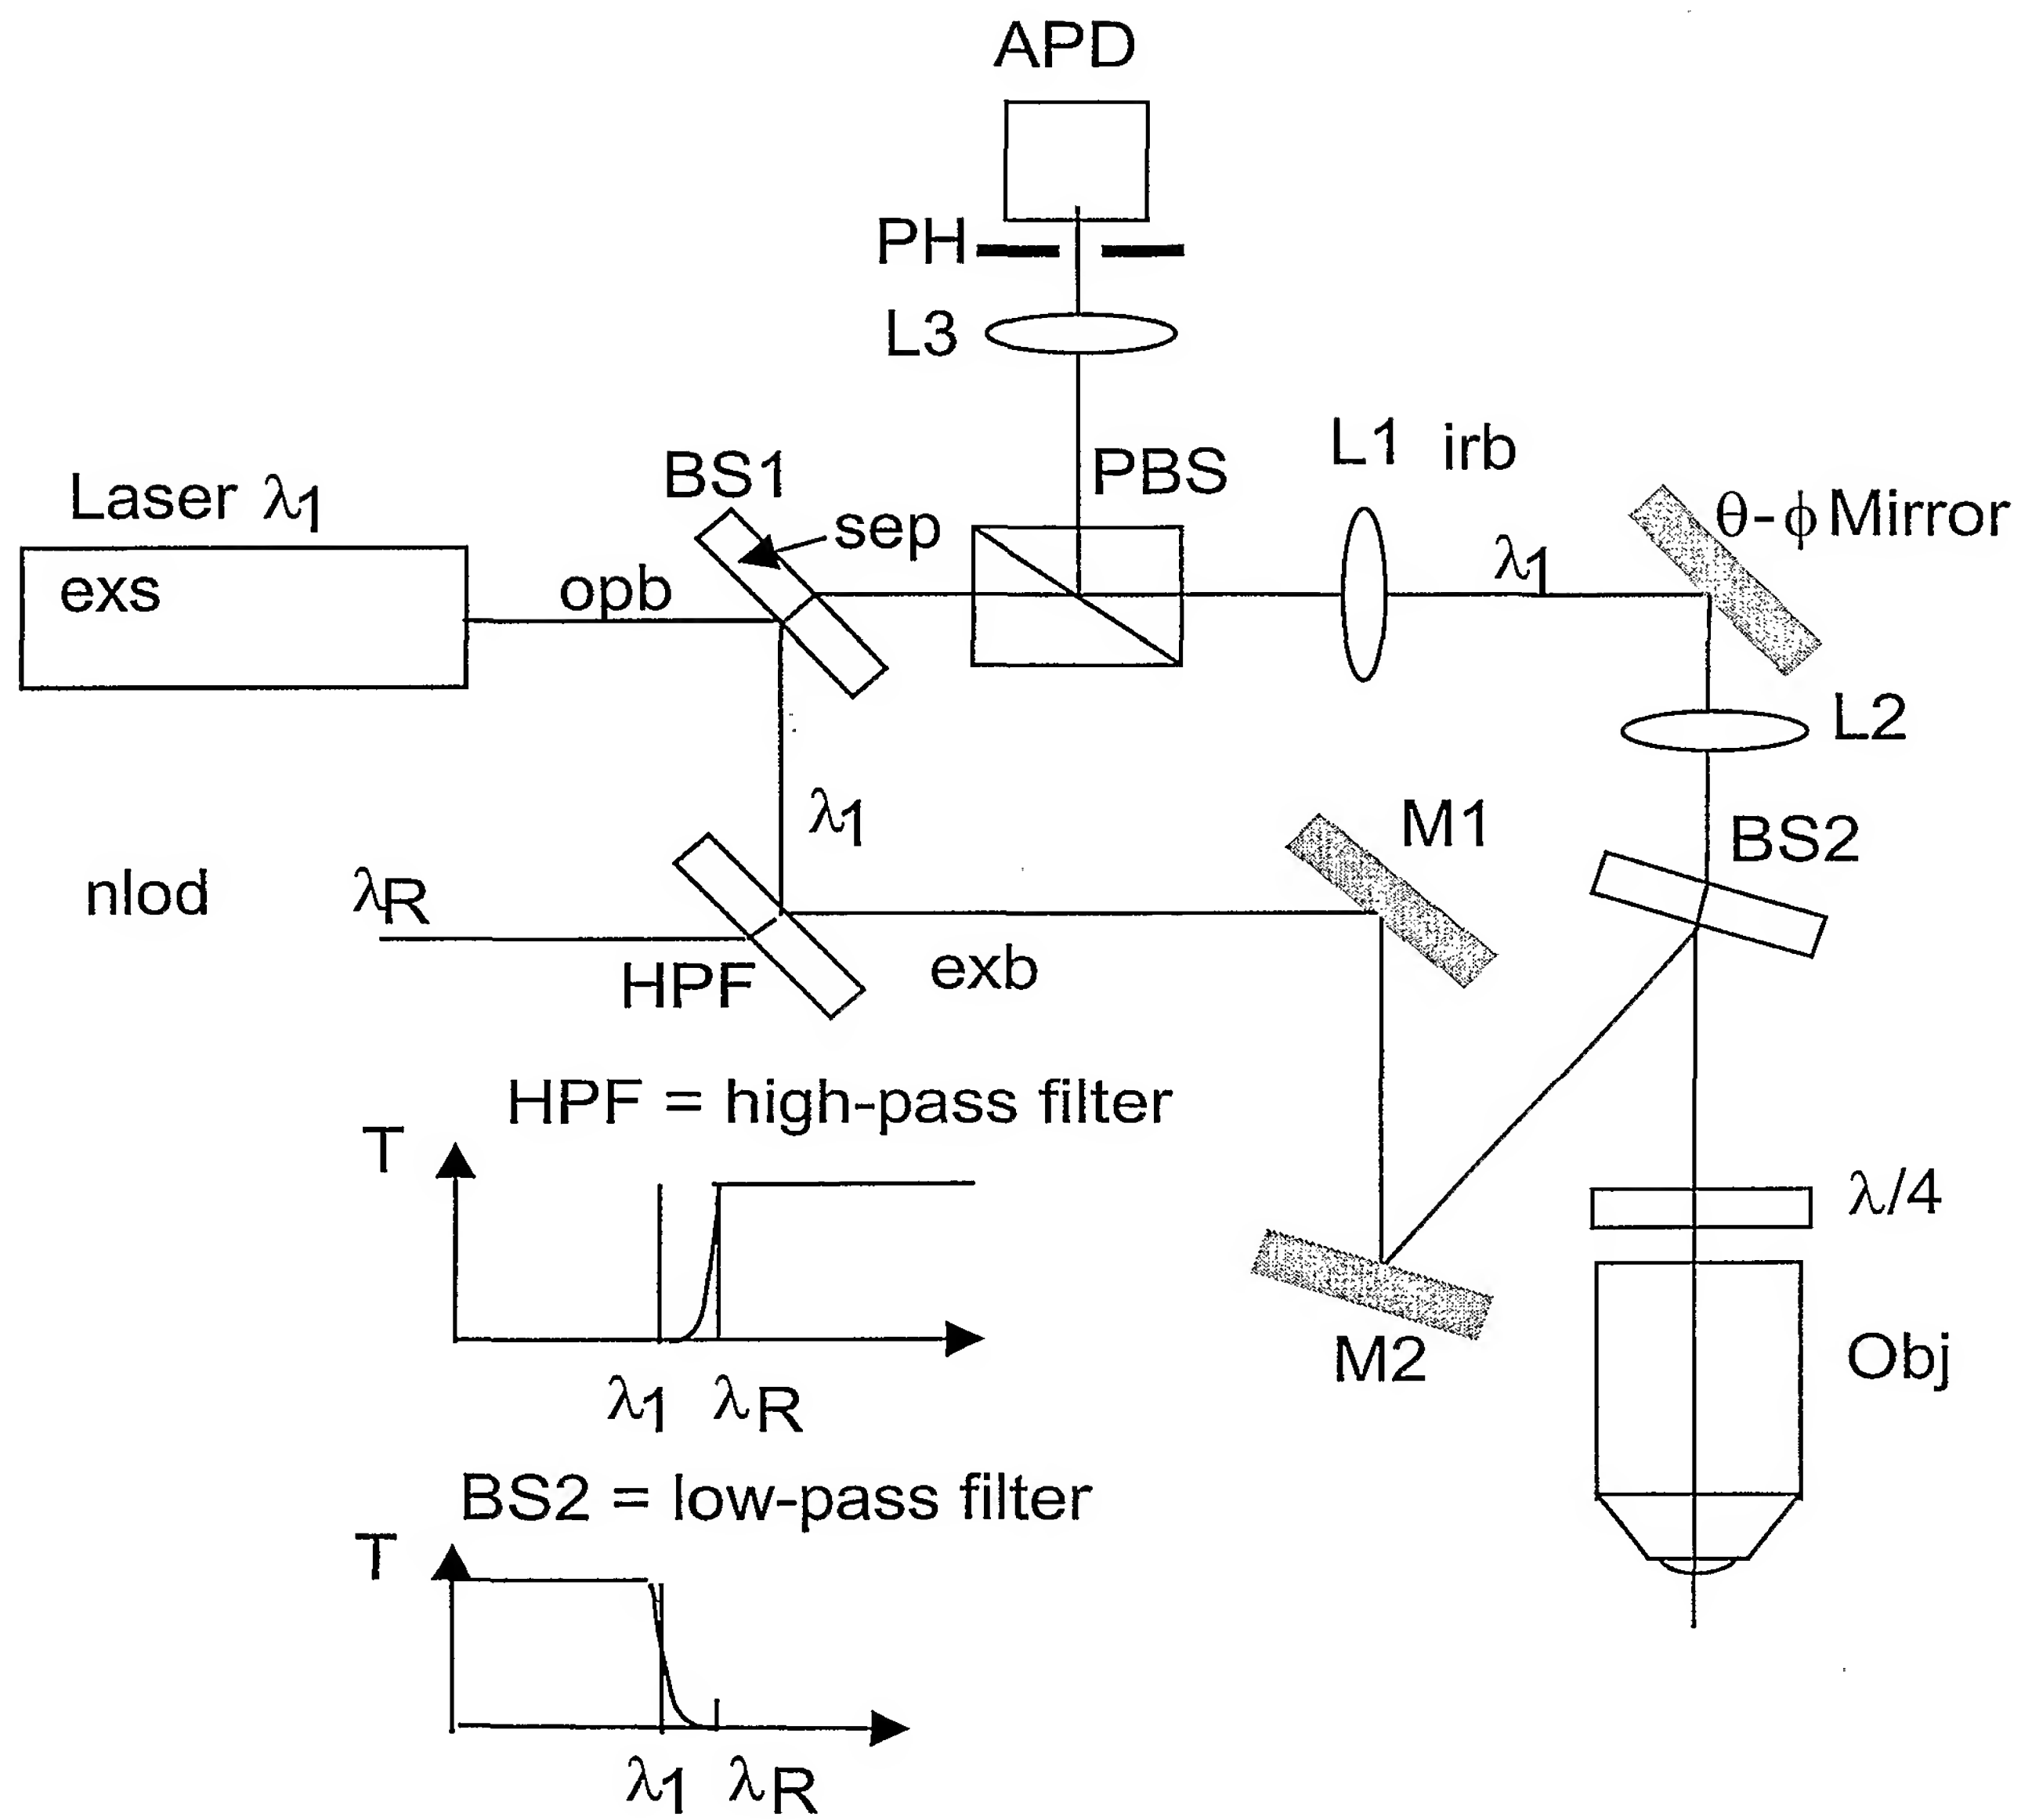 APD
PH
L3
L1 irb
BS1
PBS
Laser λ1
sep
θ-ϕ Mirror
λ1
exs
opb
L2
λ1
M1
BS2
nlod
λR
HPF
exb
HPF = high-pass filter
T
λ/4
M2
Obj
λ1 λR
BS2 = low-pass filter
T
λ1 λR